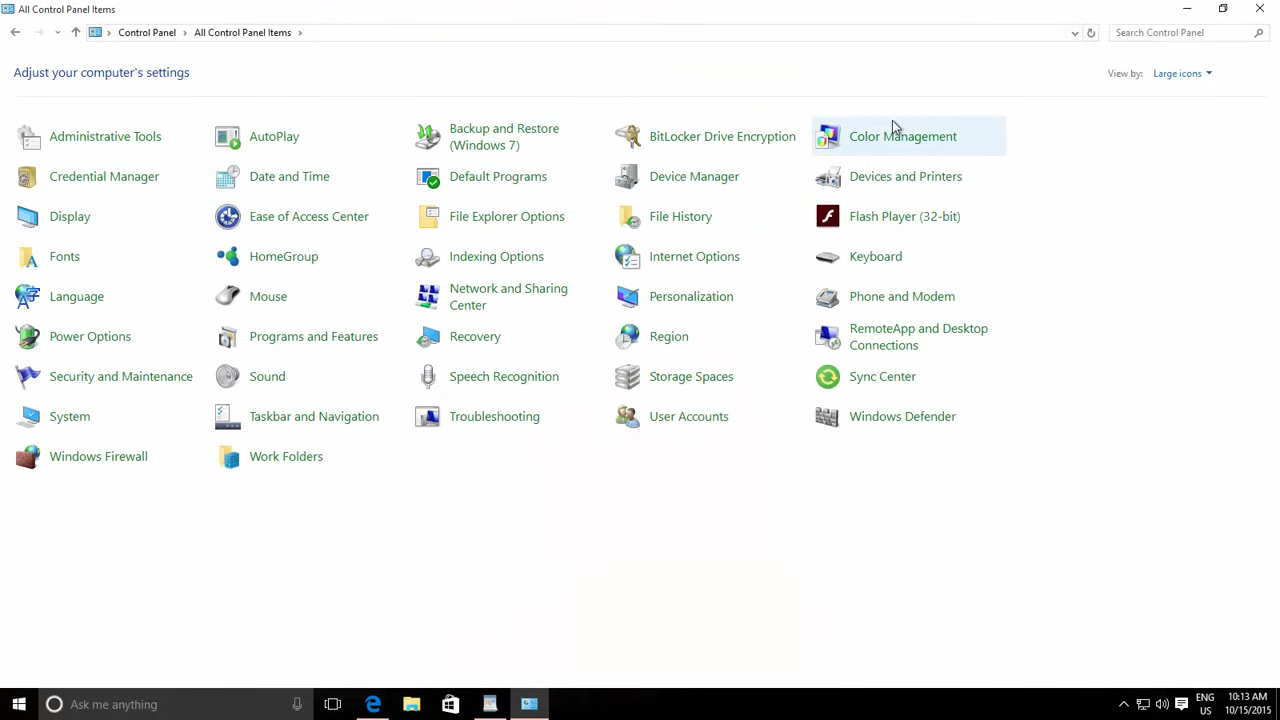 All Control Panel Items
Control Panel All Control Panel Items Search Control Panel
Adjust your computer's settings View by: Large icons
Administrative Tools AutoPlay Backup and Restore (Windows 7) BitLocker Drive Encryption Color Management
Credential Manager Date and Time Default Programs Device Manager Devices and Printers
Display Ease of Access Center File Explorer Options File History Flash Player (32-bit)
Fonts HomeGroup Indexing Options Internet Options Keyboard
Language Mouse Network and Sharing Center Personalization Phone and Modem
Power Options Programs and Features Recovery Region RemoteApp and Desktop Connections
Security and Maintenance Sound Speech Recognition Storage Spaces Sync Center
System Taskbar and Navigation Troubleshooting User Accounts Windows Defender
Windows Firewall Work Folders
Ask me anything
ENG 10:13 AM
US 10/15/2015